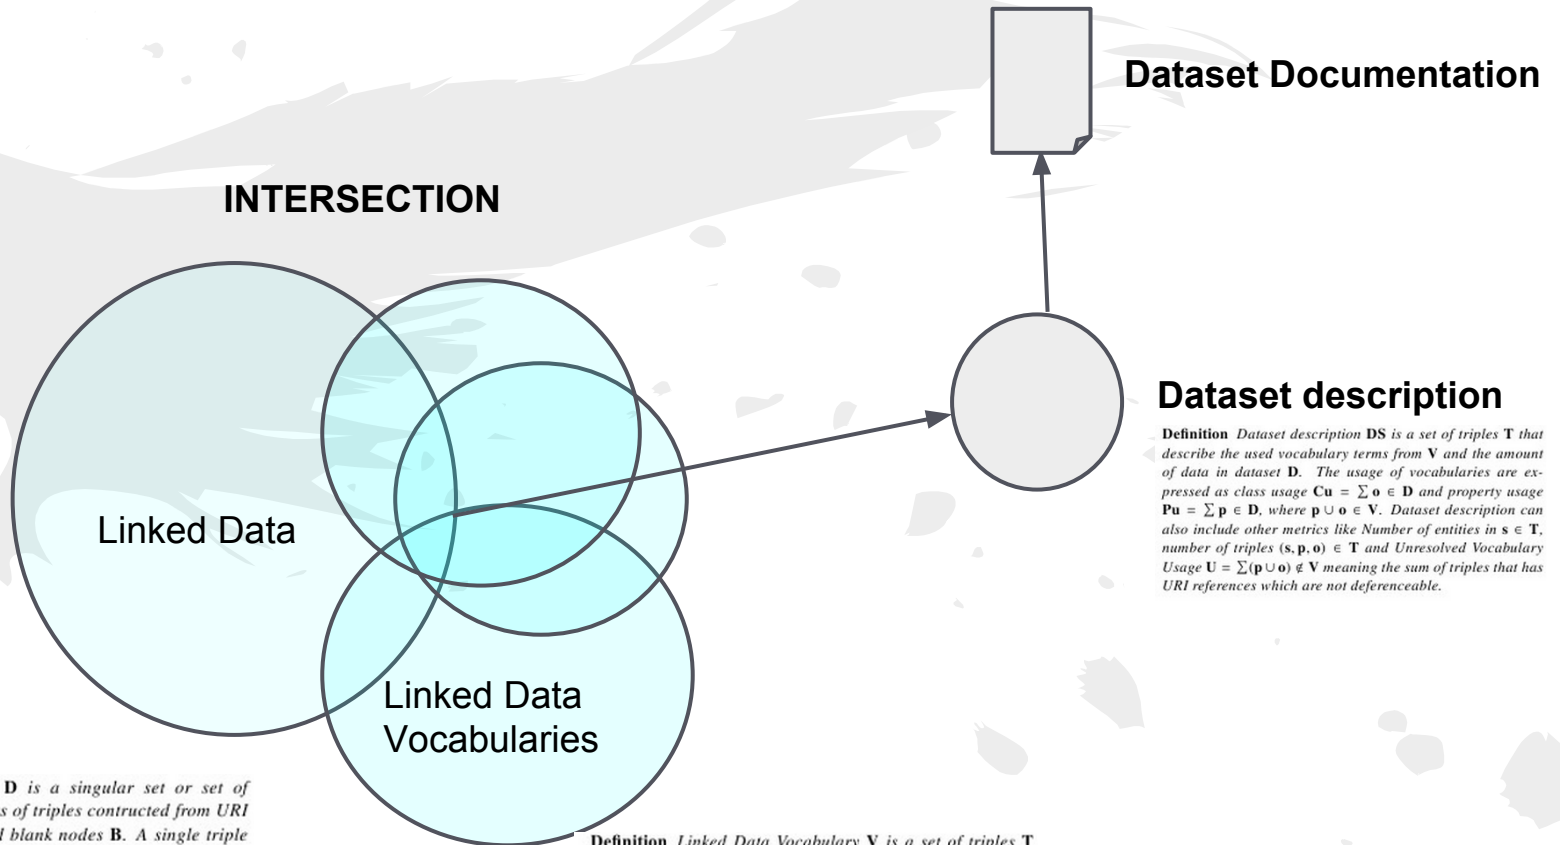 Dataset Documentation
INTERSECTION
Dataset description
Definition Dataset description DS is a set of triples T that
describe the used vocabulary terms from V and the amount
of data in dataset D. The usage of vocabularies are ex-
pressed as class usage Cu = ∑ o ∈ D and property usage
Pu = ∑ p ∈ D, where p ∪ o ∈ V. Dataset description can
also include other metrics like Number of entities in s ∈ T,
number of triples (s, p, o) ∈ T and Unresolved Vocabulary
Usage U = ∑(p ∪ o) ∉ V meaning the sum of triples that has
URI references which are not deferenceable.
Linked Data
Linked Data
Vocabularies
D is a singular set or set of
s of triples contructed from URI
blank nodes B. A single triple
Definition Linked Data Vocabulary V is a set of triples T